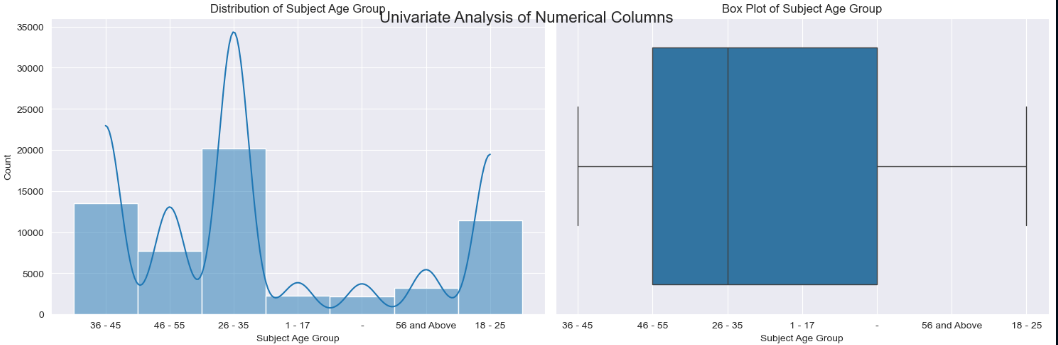 Univariate Analysis of Numerical Columns
Distribution of Subject Age Group
35000
30000
25000
20000
15000
10000
5000
0
Count
36 - 45 46 - 55 26 - 35 1 - 17 - 56 and Above 18 - 25
Subject Age Group
Box Plot of Subject Age Group
36 - 45 46 - 55 26 - 35 1 - 17 - 56 and Above 18 - 25
Subject Age Group